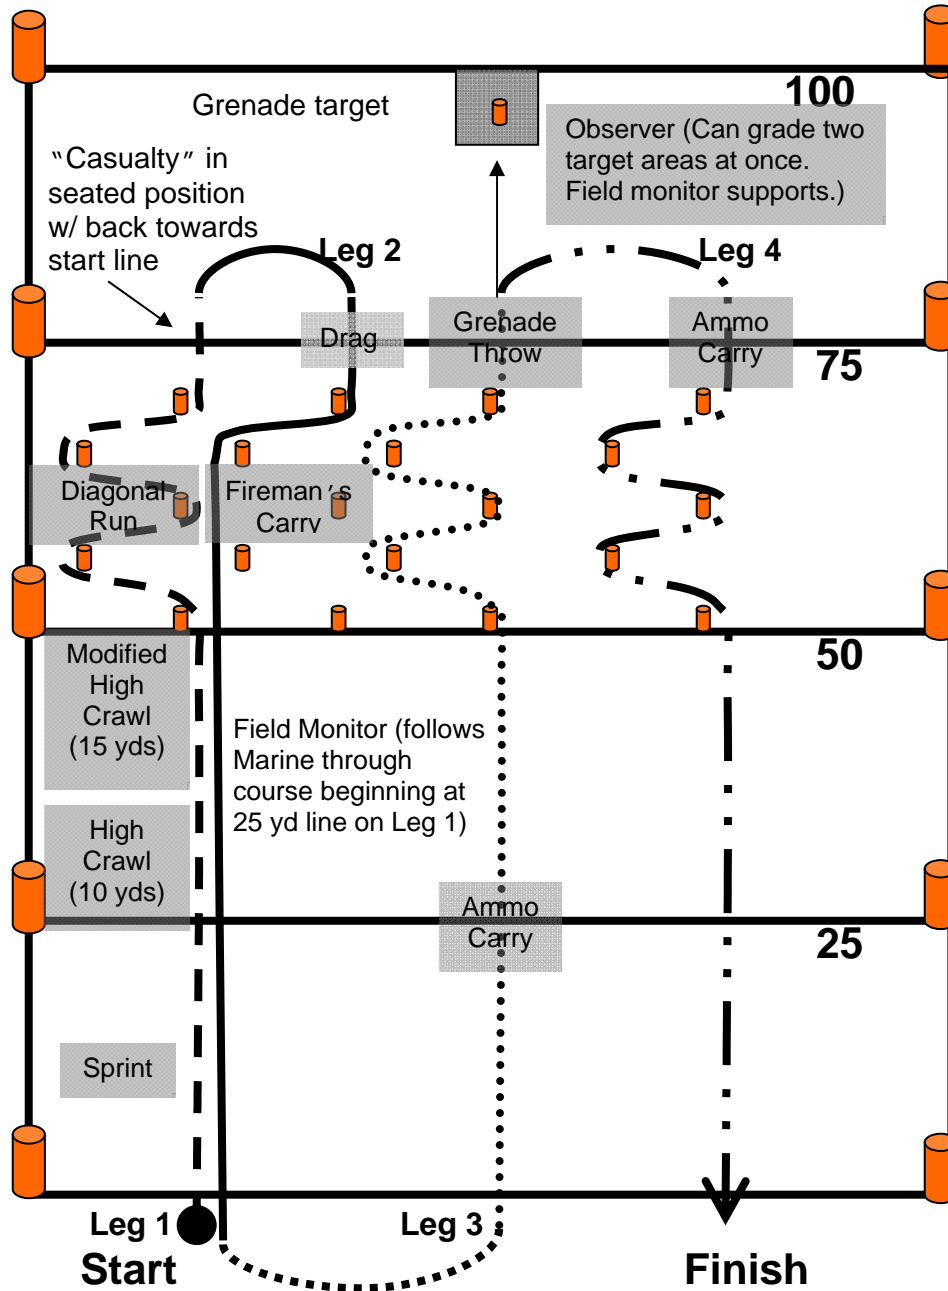 100
Grenade target
Observer (Can grade two
target areas at once.
Field monitor supports.)
"Casualty" in
seated position
w/ back towards
start line
Leg 2
Leg 4
Drag
Grenade
Throw
Ammo
Carry
75
Diagonal
Run
Fireman's
Carry
50
Modified
High
Crawl
(15 yds)
Field Monitor (follows
Marine through
course beginning at
25 yd line on Leg 1)
High
Crawl
(10 yds)
Ammo
Carry
25
Sprint
Leg 1
Leg 3
Start
Finish